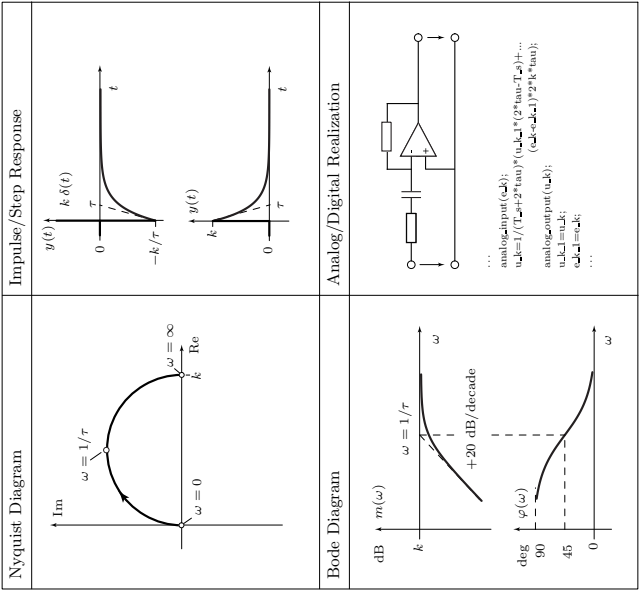 Impulse/Step Response
y(t)
k δ(t)
0
τ
t
−k/τ
y(t)
k
0
τ
t
Analog/Digital Realization
-
+
...
analog_input(e_k);
u_k=1/(T_s+2*tau)*(u_k_1*(2*tau-T_s)+...
(e_k-e_k_1)*2*k*tau);
analog_output(u_k);
u_k_1=u_k;
e_k_1=e_k;
...
Nyquist Diagram
Im
ω = 1/τ
ω = 0
ω = ∞
Re
k
Bode Diagram
dB
m(ω)
k
ω = 1/τ
+20 dB/decade
ω
deg
φ(ω)
90
45
0
ω